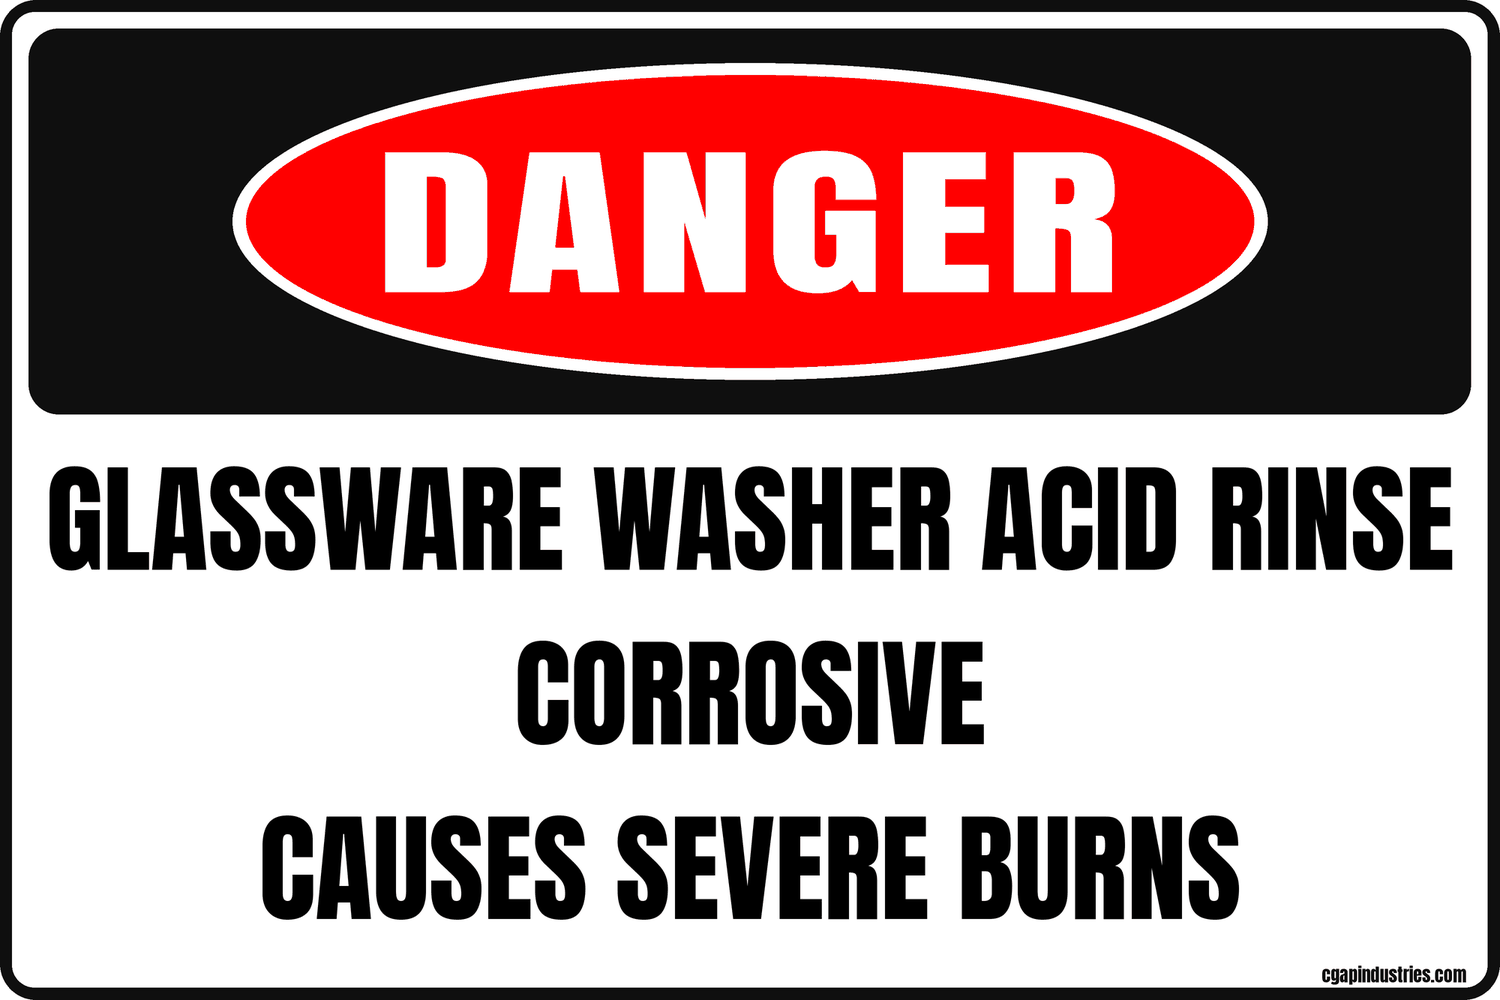 DANGER
GLASSWARE WASHER ACID RINSE
CORROSIVE
CAUSES SEVERE BURNS
cgapindustries.com